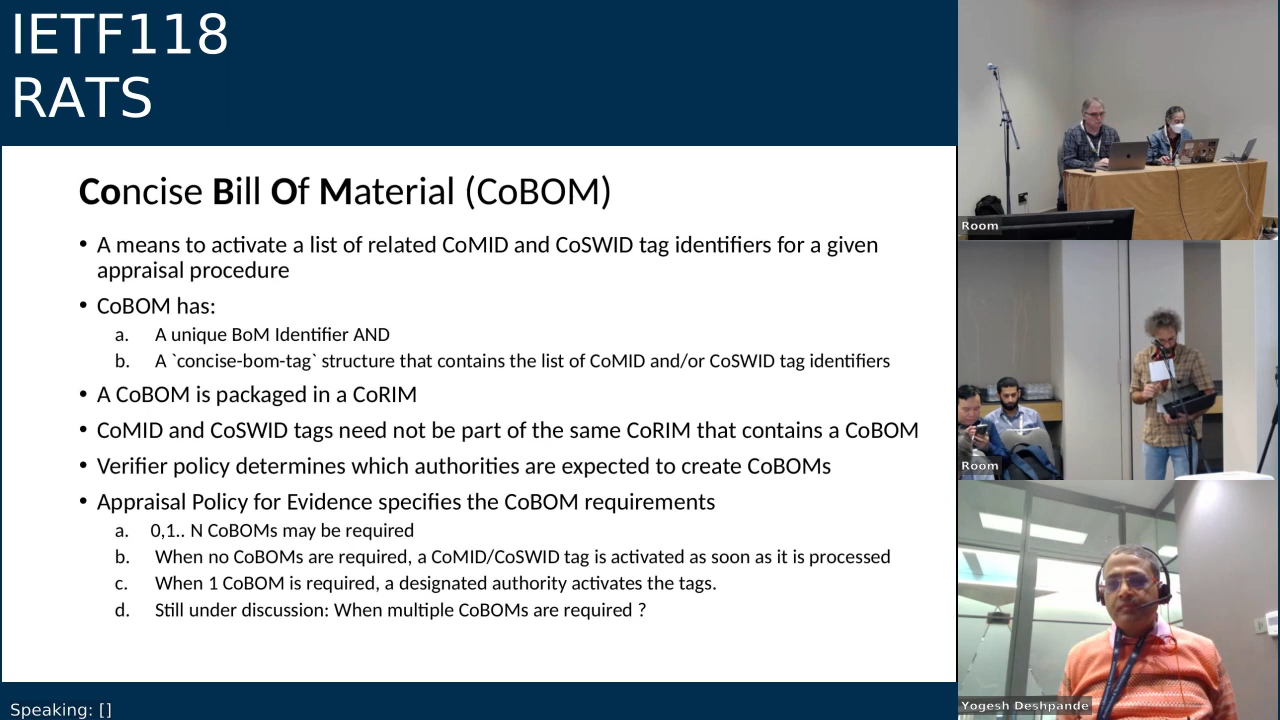 IETF118
RATS
Concise Bill Of Material (CoBOM)
• A means to activate a list of related CoMID and CoSWID tag identifiers for a given
appraisal procedure
• CoBOM has:
a. A unique BoM Identifier AND
b. A `concise-bom-tag` structure that contains the list of CoMID and/or CoSWID tag identifiers
• A CoBOM is packaged in a CoRIM
• CoMID and CoSWID tags need not be part of the same CoRIM that contains a CoBOM
• Verifier policy determines which authorities are expected to create CoBOMs
• Appraisal Policy for Evidence specifies the CoBOM requirements
a. 0,1.. N CoBOMs may be required
b. When no CoBOMs are required, a CoMID/CoSWID tag is activated as soon as it is processed
c. When 1 CoBOM is required, a designated authority activates the tags.
d. Still under discussion: When multiple CoBOMs are required ?
Speaking: []
Room
Room
Yogesh Deshpande